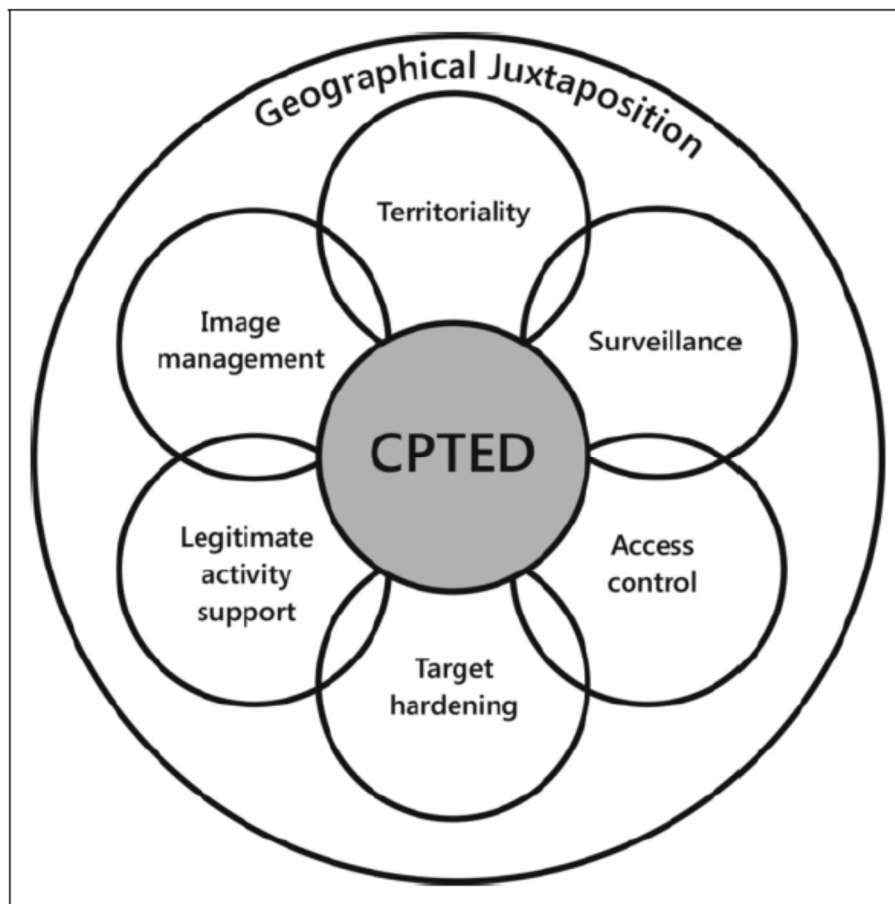 Geographical Juxtaposition
Territoriality
Image
management
Surveillance
CPTED
Legitimate
activity
support
Access
control
Target
hardening